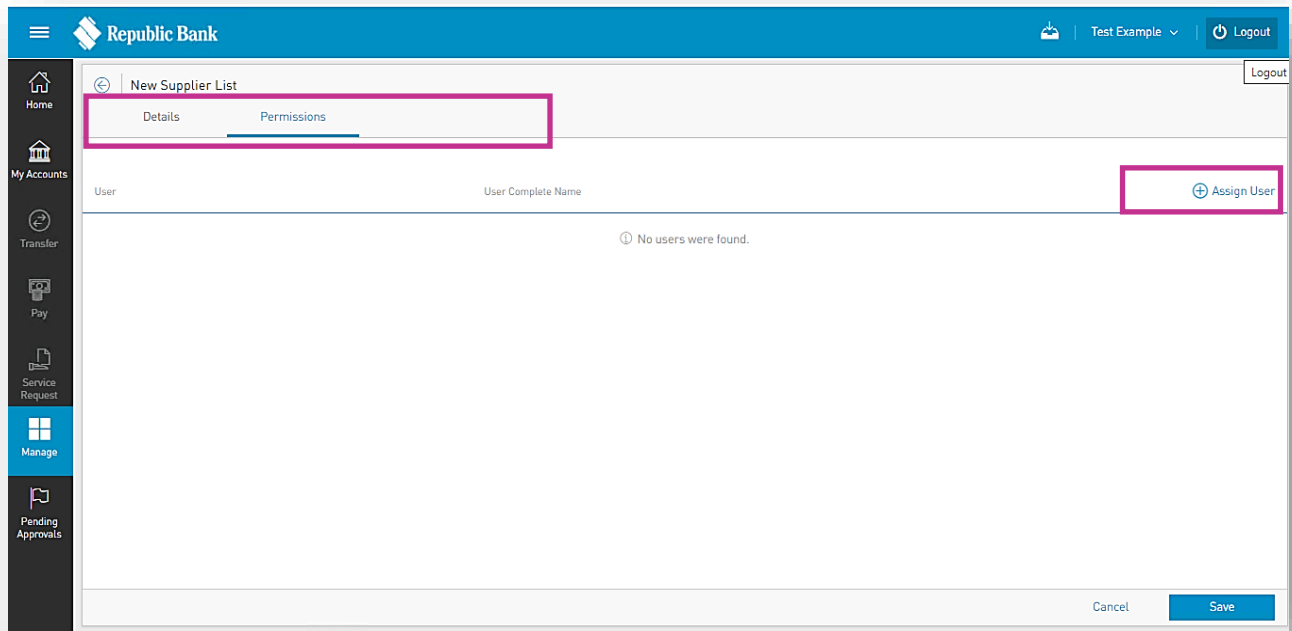 Republic Bank
Test Example
Logout
Logout
Home
My Accounts
Transfer
Pay
Service
Request
Manage
Pending
Approvals
New Supplier List
Details Permissions
User User Complete Name Assign User
No users were found.
Cancel Save